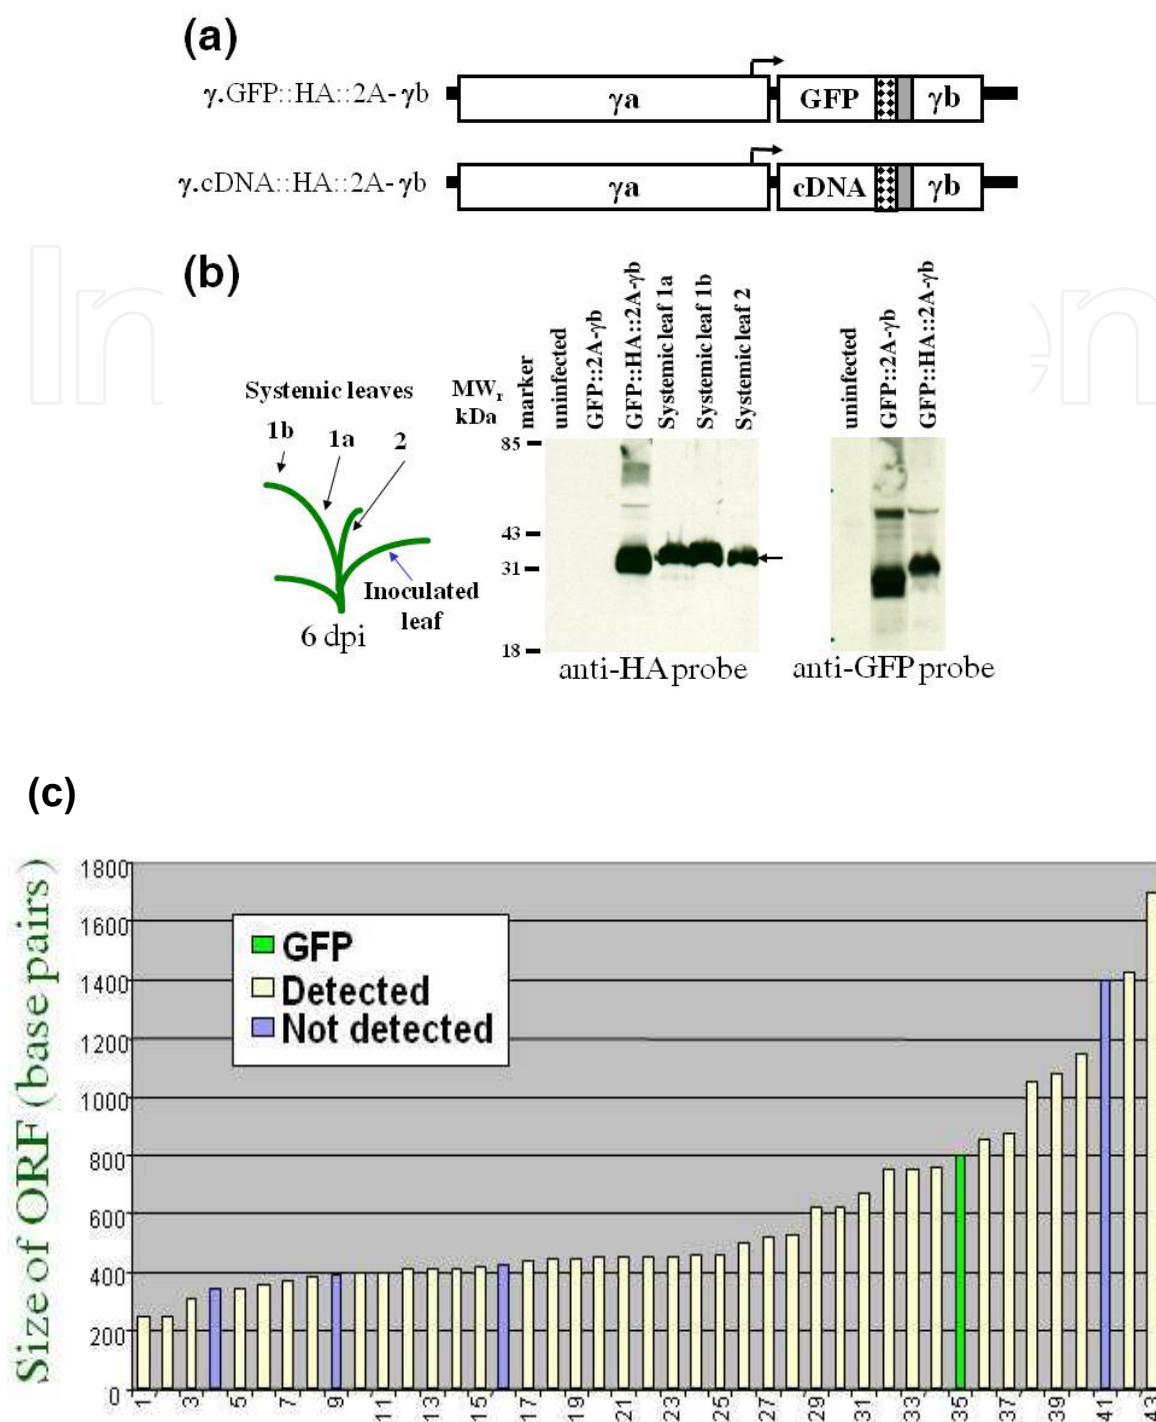 (a)
γ.GFP::HA::2A- γb
γa
GFP
γb
γ.cDNA::HA::2A- γb
γa
cDNA
γb
(b)
Systemic leaves
1b
1a
2
Inoculated
leaf
6 dpi
MWr
kDa
marker
uninfected
GFP::2A-γb
GFP::HA::2A-γb
Systemic leaf 1a
Systemic leaf 1b
Systemic leaf 2
85
43
31
18
anti-HA probe
uninfected
GFP::2A-γb
GFP::HA::2A-γb
anti-GFP probe
(c)
Size of ORF (base pairs)
1800
1600
1400
1200
1000
800
600
400
200
0
GFP
Detected
Not detected
1 3 5 7 9 11 13 15 17 19 21 23 25 27 29 31 33 35 37 39 41 43